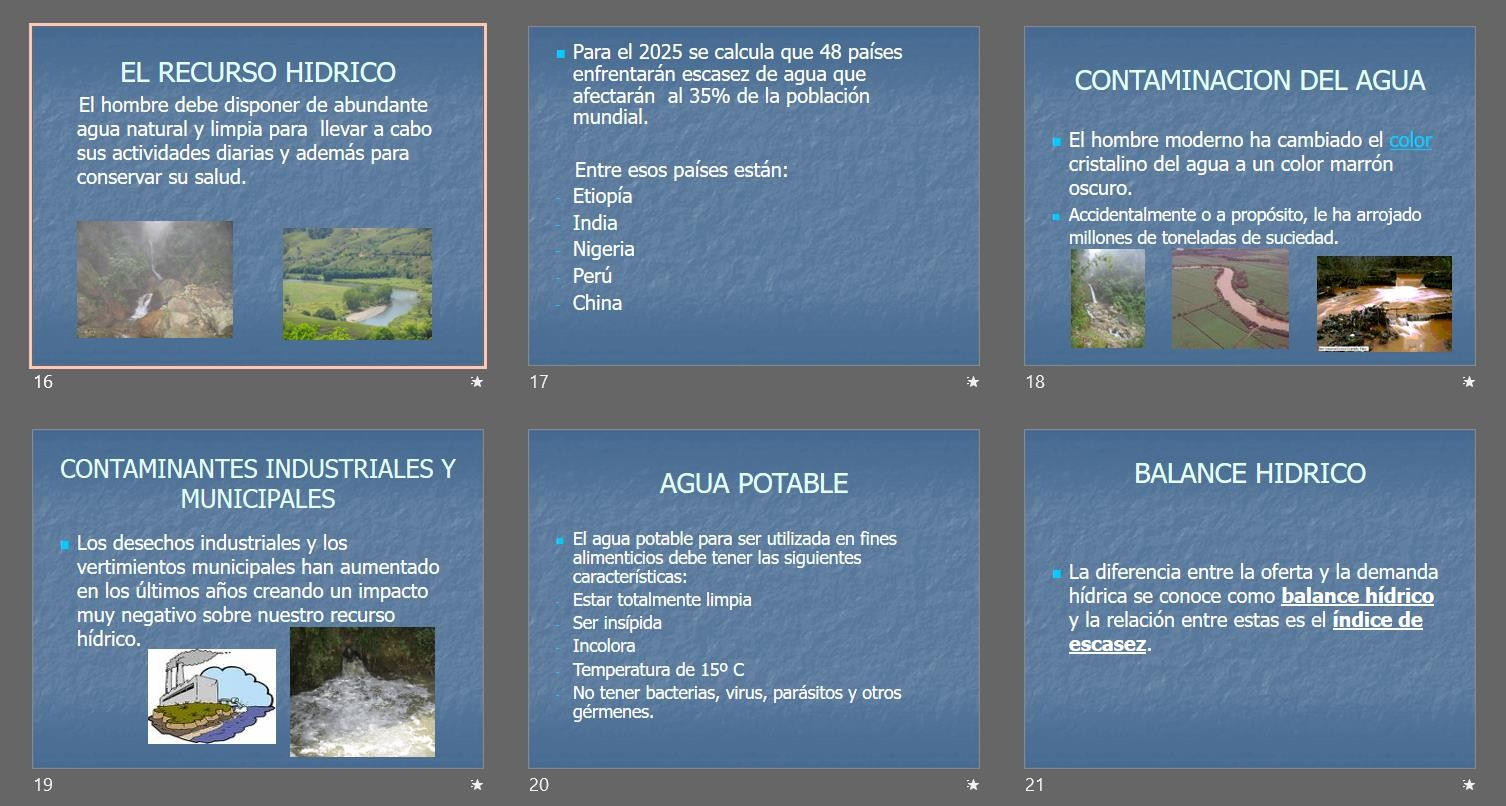 EL RECURSO HIDRICO
El hombre debe disponer de abundante
agua natural y limpia para llevar a cabo
sus actividades diarias y además para
conservar su salud.
16
Para el 2025 se calcula que 48 países
enfrentarán escasez de agua que
afectarán al 35% de la población
mundial.
Entre esos países están:
- Etiopía
- India
- Nigeria
- Perú
- China
17
CONTAMINACION DEL AGUA
El hombre moderno ha cambiado el color
cristalino del agua a un color marrón
oscuro.
Accidentalmente o a propósito, le ha arrojado
millones de toneladas de suciedad.
18
CONTAMINANTES INDUSTRIALES Y
MUNICIPALES
Los desechos industriales y los
vertimientos municipales han aumentado
en los últimos años creando un impacto
muy negativo sobre nuestro recurso
hídrico.
19
AGUA POTABLE
El agua potable para ser utilizada en fines
alimenticios debe tener las siguientes
características:
- Estar totalmente limpia
- Ser insípida
- Incolora
- Temperatura de 15º C
- No tener bacterias, virus, parásitos y otros
gérmenes.
20
BALANCE HIDRICO
La diferencia entre la oferta y la demanda
hídrica se conoce como balance hídrico
y la relación entre estas es el índice de
escasez.
21